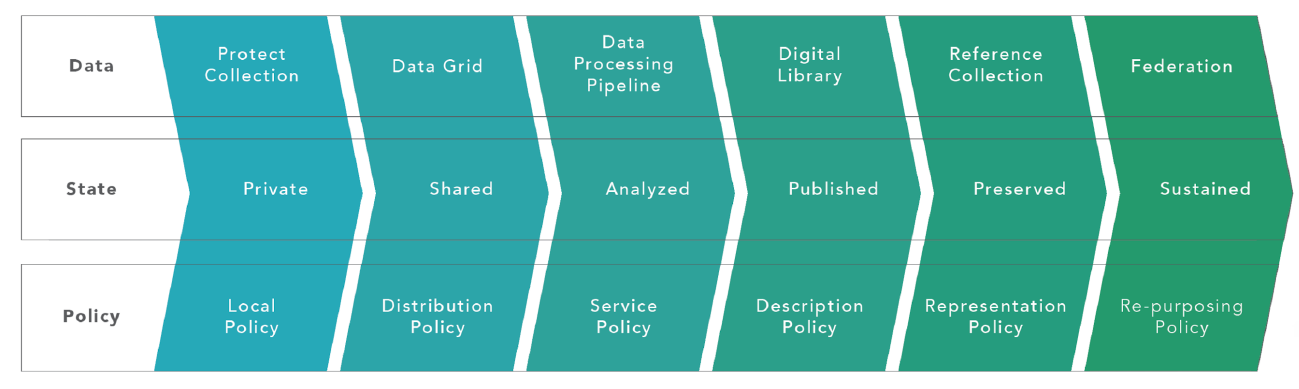 Data
Protect
Collection
Data Grid
Data
Processing
Pipeline
Digital
Library
Reference
Collection
Federation
State
Private
Shared
Analyzed
Published
Preserved
Sustained
Policy
Local
Policy
Distribution
Policy
Service
Policy
Description
Policy
Representation
Policy
Re-purposing
Policy